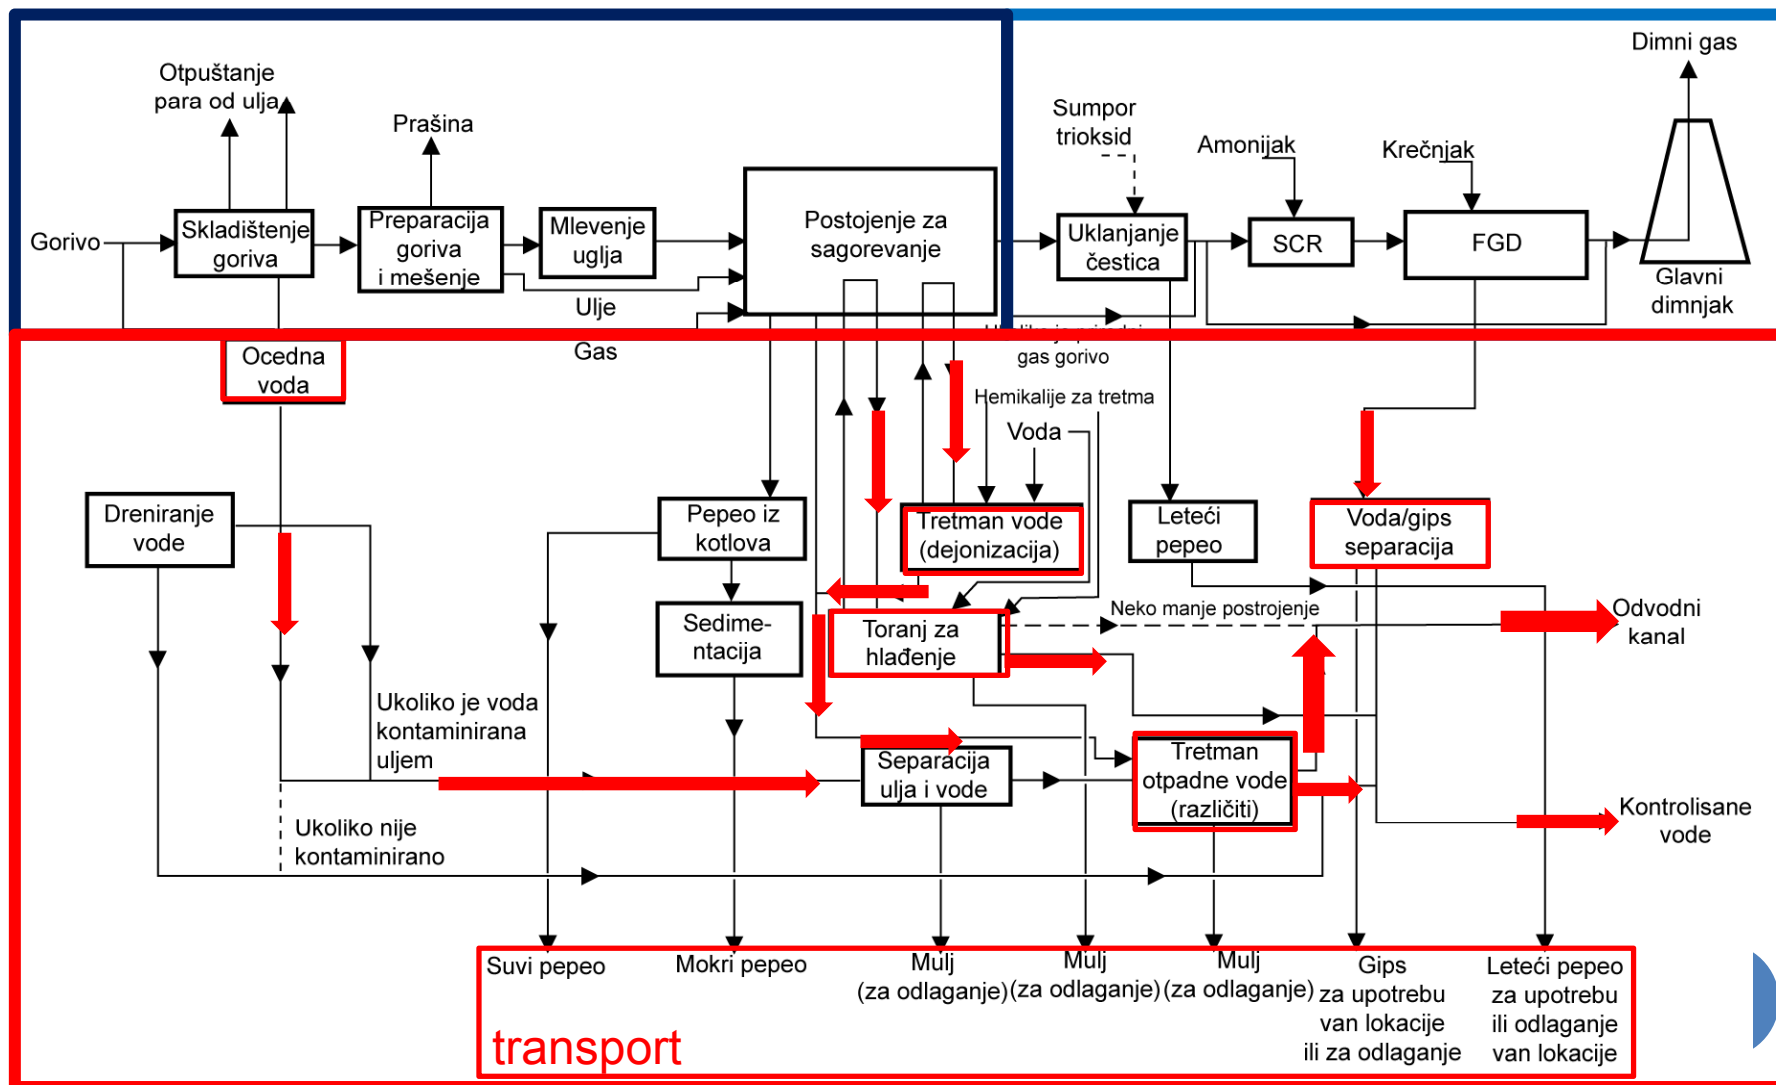 Dimni gas
Otpuštanje
para od ulja
Prašina
Sumpor
trioksid
Amonijak
Krečnjak
Gorivo
Skladištenje
goriva
Preparacija
goriva
i mešenje
Mlevenje
uglja
Postojenje za
sagorevanje
Uklanjanje
čestica
SCR
FGD
Glavni
dimnjak
Ulje
Gas
gas gorivo
Ocedna
voda
Hemikalije za tretma
Voda
Dreniranje
vode
Pepeo iz
kotlova
Tretman vode
(dejonizacija)
Leteći
pepeo
Voda/gips
separacija
Sedime-
ntacija
Toranj za
hlađenje
Neko manje postrojenje
Odvodni
kanal
Ukoliko je voda
kontaminirana
uljem
Separacija
ulja i vode
Tretman
otpadne vode
(različiti)
Kontrolisane
vode
Ukoliko nije
kontaminirano
Suvi pepeo
Mokri pepeo
Mulj
(za odlaganje)
Mulj
(za odlaganje)
Mulj
(za odlaganje)
Gips
za upotrebu
van lokacije
ili za odlaganje
Leteći pepeo
za upotrebu
ili odlaganje
van lokacije
transport